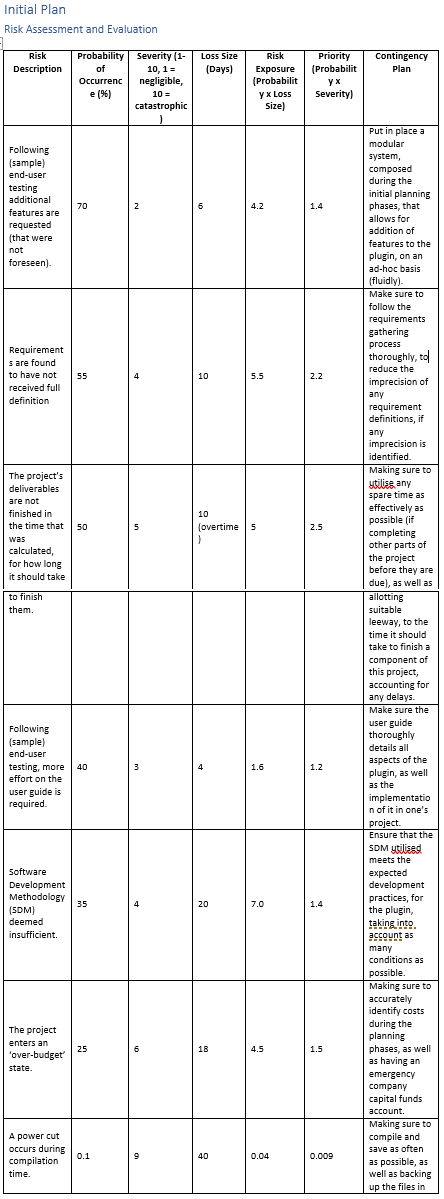 Initial Plan
Risk Assessment and Evaluation
Risk
Description
Probability
of
Occurrenc
e (%)
Severity (1-
10, 1 =
negligible,
10 =
catastrophic
)
Loss Size
(Days)
Risk
Exposure
(Probabilit
y x Loss
Size)
Priority
(Probabilit
y x
Severity)
Contingency
Plan
Following
(sample)
end-user
testing
additional
features are
requested
(that were
not
foreseen).
70
2
6
4.2
1.4
Put in place a
modular
system,
composed
during the
initial planning
phases, that
allows for
addition of
features to the
plugin, on an
ad-hoc basis
(fluidly).
Requirement
s are found
to have not
received full
definition
55
4
10
5.5
2.2
Make sure to
follow the
requirements
gathering
process
thoroughly, to
reduce the
imprecision of
any
requirement
definitions, if
any
imprecision is
identified.
The project's
deliverables
are not
finished in
the time that
was
calculated,
for how long
it should take
50
5
10
(overtime
)
5
2.5
Making sure to
utilise any
spare time as
effectively as
possible (if
completing
other parts of
the project
before they are
due), as well as
to finish
them.
allotting
suitable
leeway, to the
time it should
take to finish a
component of
this project,
accounting for
any delays.
Following
(sample)
end-user
testing, more
effort on the
user guide is
required.
40
3
4
1.6
1.2
Make sure the
user guide
thoroughly
details all
aspects of the
plugin, as well
as the
implementatio
n of it in one's
project.
Software
Development
Methodology
(SDM)
deemed
insufficient.
35
4
20
7.0
1.4
Ensure that the
SDM utilised
meets the
expected
development
practices, for
the plugin,
taking into
account as
many
conditions as
possible.
The project
enters an
'over-budget'
state.
25
6
18
4.5
1.5
Making sure to
accurately
identify costs
during the
planning
phases, as well
as having an
emergency
company
capital funds
account.
A power cut
occurs during
compilation
time.
0.1
9
40
0.04
0.009
Making sure to
compile and
save as often
as possible, as
well as backing
up the files in